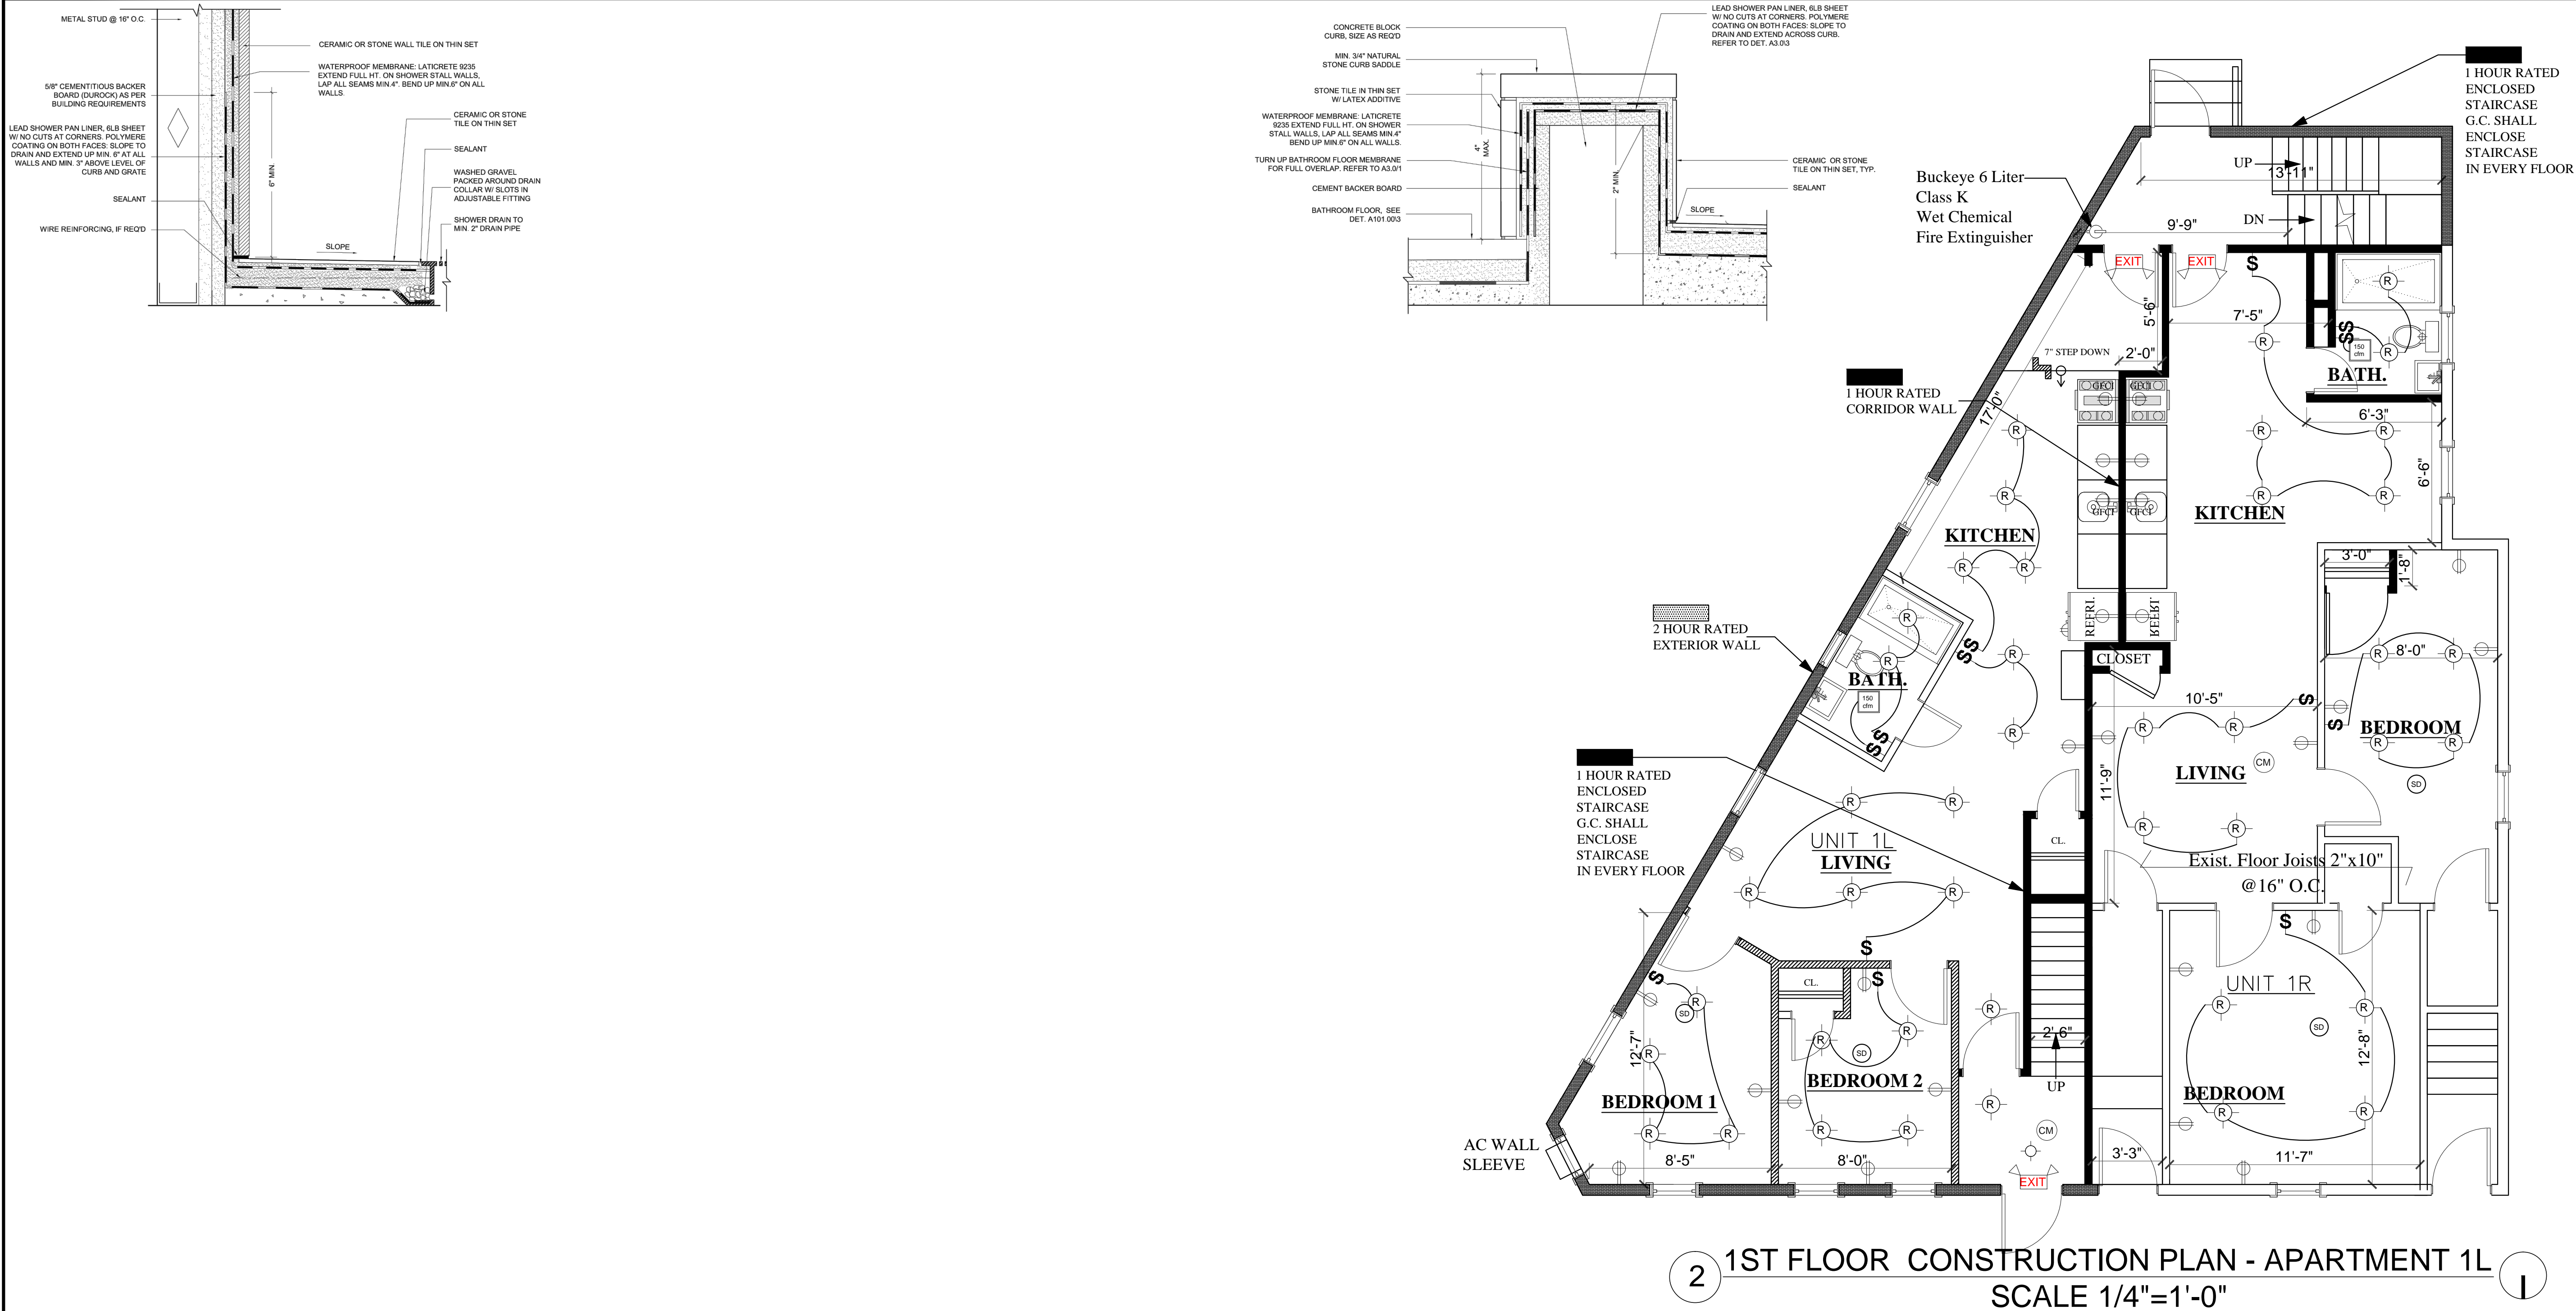 METAL STUD @ 16" O.C.
CERAMIC OR STONE WALL TILE ON THIN SET
WATERPROOF MEMBRANE: LATICRETE 9235
EXTEND FULL HT. ON SHOWER STALL WALLS,
LAP ALL SEAMS MIN.4". BEND UP MIN.6" ON ALL
WALLS.
5/8" CEMENTITIOUS BACKER
BOARD (DUROCK) AS PER
BUILDING REQUIREMENTS
LEAD SHOWER PAN LINER, 6LB SHEET
W/ NO CUTS AT CORNERS. POLYMERE
COATING ON BOTH FACES: SLOPE TO
DRAIN AND EXTEND UP MIN. 6" AT ALL
WALLS AND MIN. 3" ABOVE LEVEL OF
CURB AND GRATE
SEALANT
WIRE REINFORCING, IF REQ'D
6" MIN.
SLOPE
CERAMIC OR STONE
TILE ON THIN SET
SEALANT
WASHED GRAVEL
PACKED AROUND DRAIN
COLLAR W/ SLOTS IN
ADJUSTABLE FITTING
SHOWER DRAIN TO
MIN. 2" DRAIN PIPE
CONCRETE BLOCK
CURB, SIZE AS REQ'D
MIN. 3/4" NATURAL
STONE CURB SADDLE
STONE TILE IN THIN SET
W/ LATEX ADDITIVE
WATERPROOF MEMBRANE: LATICRETE
9235 EXTEND FULL HT. ON SHOWER
STALL WALLS, LAP ALL SEAMS MIN.4"
BEND UP MIN.6" ON ALL WALLS.
TURN UP BATHROOM FLOOR MEMBRANE
FOR FULL OVERLAP. REFER TO A3.0/1
CEMENT BACKER BOARD
BATHROOM FLOOR, SEE
DET. A101.00\3
4"
MAX.
2" MIN.
LEAD SHOWER PAN LINER, 6LB SHEET
W/ NO CUTS AT CORNERS. POLYMERE
COATING ON BOTH FACES: SLOPE TO
DRAIN AND EXTEND ACROSS CURB.
REFER TO DET. A3.0\3
CERAMIC OR STONE
TILE ON THIN SET, TYP.
SEALANT
SLOPE
1 HOUR RATED
ENCLOSED
STAIRCASE
G.C. SHALL
ENCLOSE
STAIRCASE
IN EVERY FLOOR
Buckeye 6 Liter
Class K
Wet Chemical
Fire Extinguisher
UP
13'-11"
DN
9'-9"
EXIT
EXIT
S
R
5'-6"
7'-5"
R
SS
150
cfm
R
BATH.
7" STEP DOWN
2'-0"
1 HOUR RATED
CORRIDOR WALL
GFCI
GFCI
6'-3"
17'-0"
R
R
R
6'-6"
R
R
R
GFCI
GFCI
KITCHEN
KITCHEN
R
R
3'-0"
1'-8"
2 HOUR RATED
EXTERIOR WALL
R
REFRI.
REFRI.
SS
R
R
BATH.
150
cfm
SS
R
CLOSET
R
8'-0"
R
10'-5"
S
S
BEDROOM
R
R
R
R
LIVING
CM
SD
11'-9"
1 HOUR RATED
ENCLOSED
STAIRCASE
G.C. SHALL
ENCLOSE
STAIRCASE
IN EVERY FLOOR
R
R
R
R
UNIT 1L
LIVING
CL.
Exist. Floor Joists 2"x10"
@16" O.C.
R
R
R
S
S
S
S
CL.
R
SD
R
R
R
SD
R
12'-7"
BEDROOM 1
BEDROOM 2
R
R
R
R
R
R
2'-6"
UP
CM
EXIT
UNIT 1R
R
R
SD
12'-8"
BEDROOM
R
R
AC WALL
SLEEVE
8'-5"
8'-0"
3'-3"
11'-7"
2
1ST FLOOR CONSTRUCTION PLAN - APARTMENT 1L
SCALE 1/4"=1'-0"